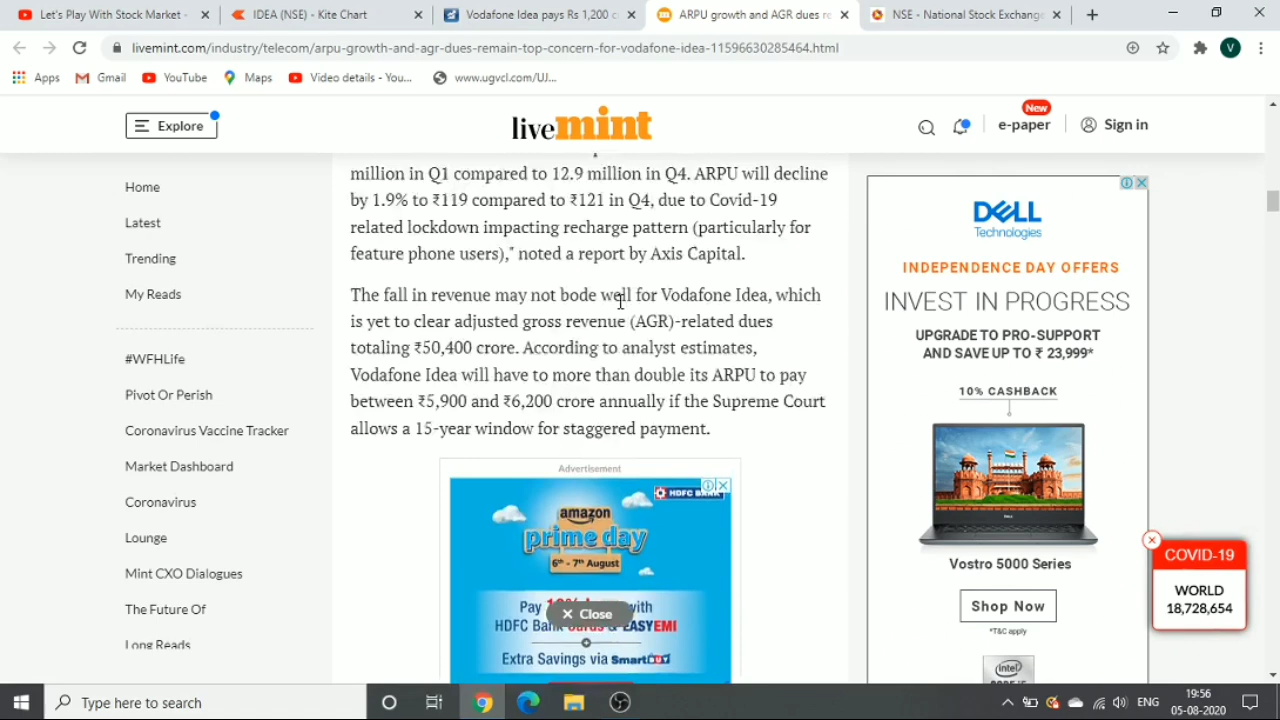 Let's Play With Stock Market -
IDEA (NSE) - Kite Chart
Vodafone Idea pays Rs 1,200 c
ARPU growth and AGR dues re
NSE - National Stock Exchang
livemint.com/industry/telecom/arpu-growth-and-agr-dues-remain-top-concern-for-vodafone-idea-11596630285464.html
V
Apps
Gmail
YouTube
Maps
Video details - You...
www.ugvcl.com/UJ...
Explore
livemint
New
e-paper
Sign in
Home
Latest
Trending
My Reads
#WFHLife
Pivot Or Perish
Coronavirus Vaccine Tracker
Market Dashboard
Coronavirus
Lounge
Mint CXO Dialogues
The Future Of
Long Reads
million in Q1 compared to 12.9 million in Q4. ARPU will decline
by 1.9% to ₹119 compared to ₹121 in Q4, due to Covid-19
related lockdown impacting recharge pattern (particularly for
feature phone users)," noted a report by Axis Capital.
The fall in revenue may not bode well for Vodafone Idea, which
is yet to clear adjusted gross revenue (AGR)-related dues
totaling ₹50,400 crore. According to analyst estimates,
Vodafone Idea will have to more than double its ARPU to pay
between ₹5,900 and ₹6,200 crore annually if the Supreme Court
allows a 15-year window for staggered payment.
Advertisement
HDFC BANK
amazon
prime day
6th - 7th August
Pay with
Close
HDFC Bank Cards & EASYEMI
Extra Savings via SmartBUY
DELL
Technologies
INDEPENDENCE DAY OFFERS
INVEST IN PROGRESS
UPGRADE TO PRO-SUPPORT
AND SAVE UP TO ₹ 23,999*
10% CASHBACK
DELL
Vostro 5000 Series
Shop Now
*T&C apply
intel
COVID-19
WORLD
18,728,654
Type here to search
ENG
19:56
05-08-2020